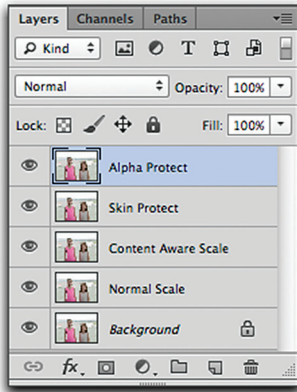 Layers Channels Paths
Kind T
Normal Opacity: 100%
Lock: Fill: 100%
Alpha Protect
Skin Protect
Content Aware Scale
Normal Scale
Background
fx.